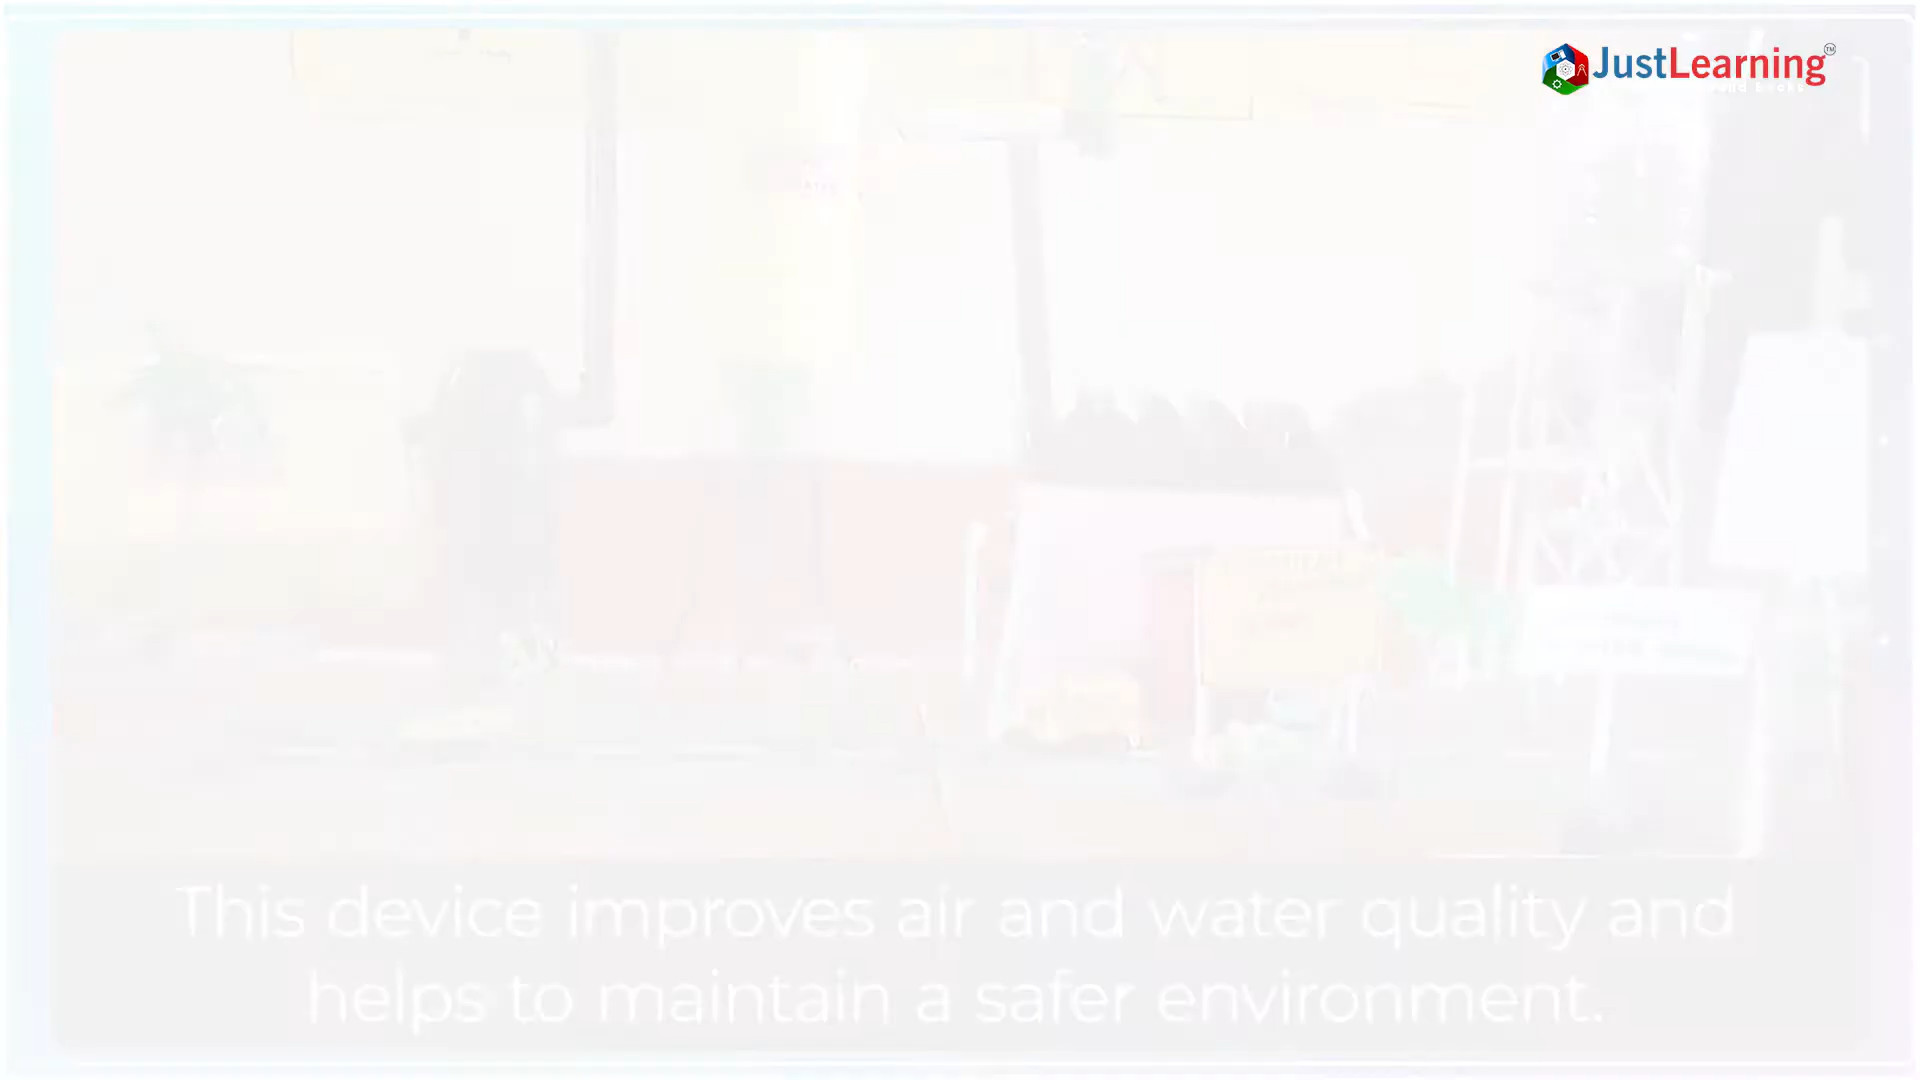 JustLearning
This device improves air and water quality and
helps to maintain a safer environment.